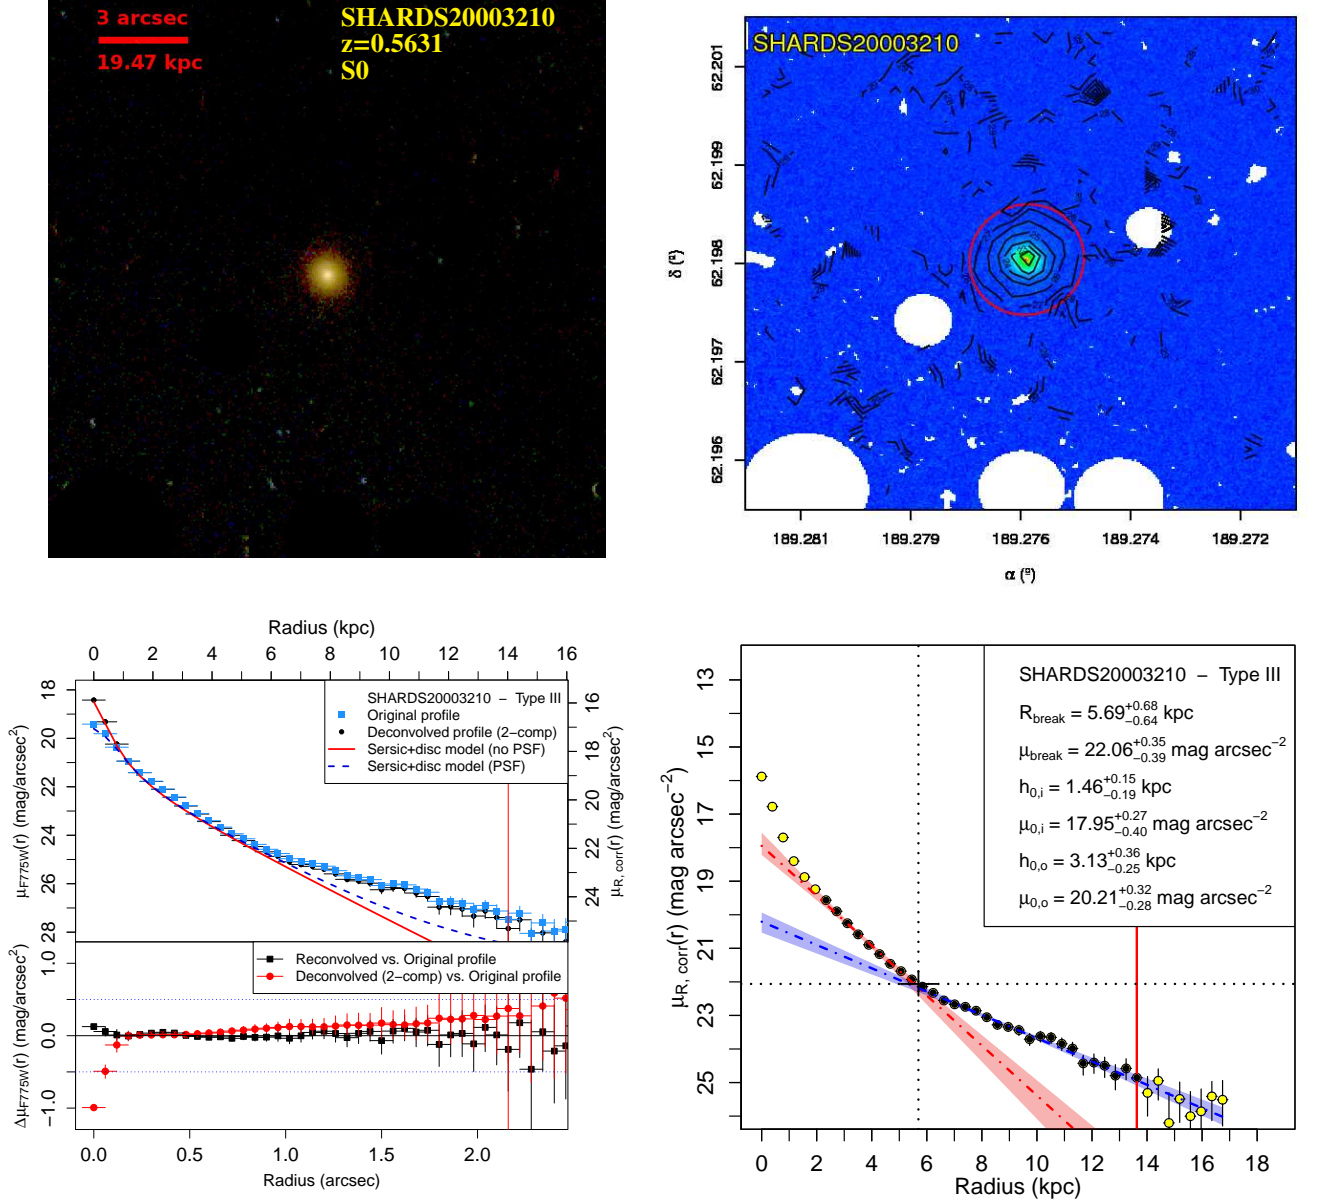 3 arcsec
19.47 kpc
SHARDS20003210
z=0.5631
S0
SHARDS20003210
62.201
62.199
62.198
62.197
62.196
δ (º)
189.281
189.279
189.276
189.274
189.272
α (º)
Radius (kpc)
0 2 4 6 8 10 12 14 16
SHARDS20003210 − Type III
Original profile
Deconvolved profile (2−comp)
Sersic+disc model (no PSF)
Sersic+disc model (PSF)
18
20
22
24
26
28
μF775W(r) (mag/arcsec2)
16
18
20
22
24
μR, corr(r) (mag/arcsec2)
Reconvolved vs. Original profile
Deconvolved (2−comp) vs. Original profile
1.0
0.0
−1.0
ΔμF775W(r) (mag/arcsec2)
0.0 0.5 1.0 1.5 2.0
Radius (arcsec)
SHARDS20003210 − Type III
Rbreak = 5.69+0.68−0.64 kpc
μbreak = 22.06+0.35−0.39 mag arcsec−2
h0,i = 1.46+0.15−0.19 kpc
μ0,i = 17.95+0.27−0.40 mag arcsec−2
h0,o = 3.13+0.36−0.25 kpc
μ0,o = 20.21+0.32−0.28 mag arcsec−2
13
15
17
19
21
23
25
μR, corr(r) (mag arcsec−2)
0 2 4 6 8 10 12 14 16 18
Radius (kpc)